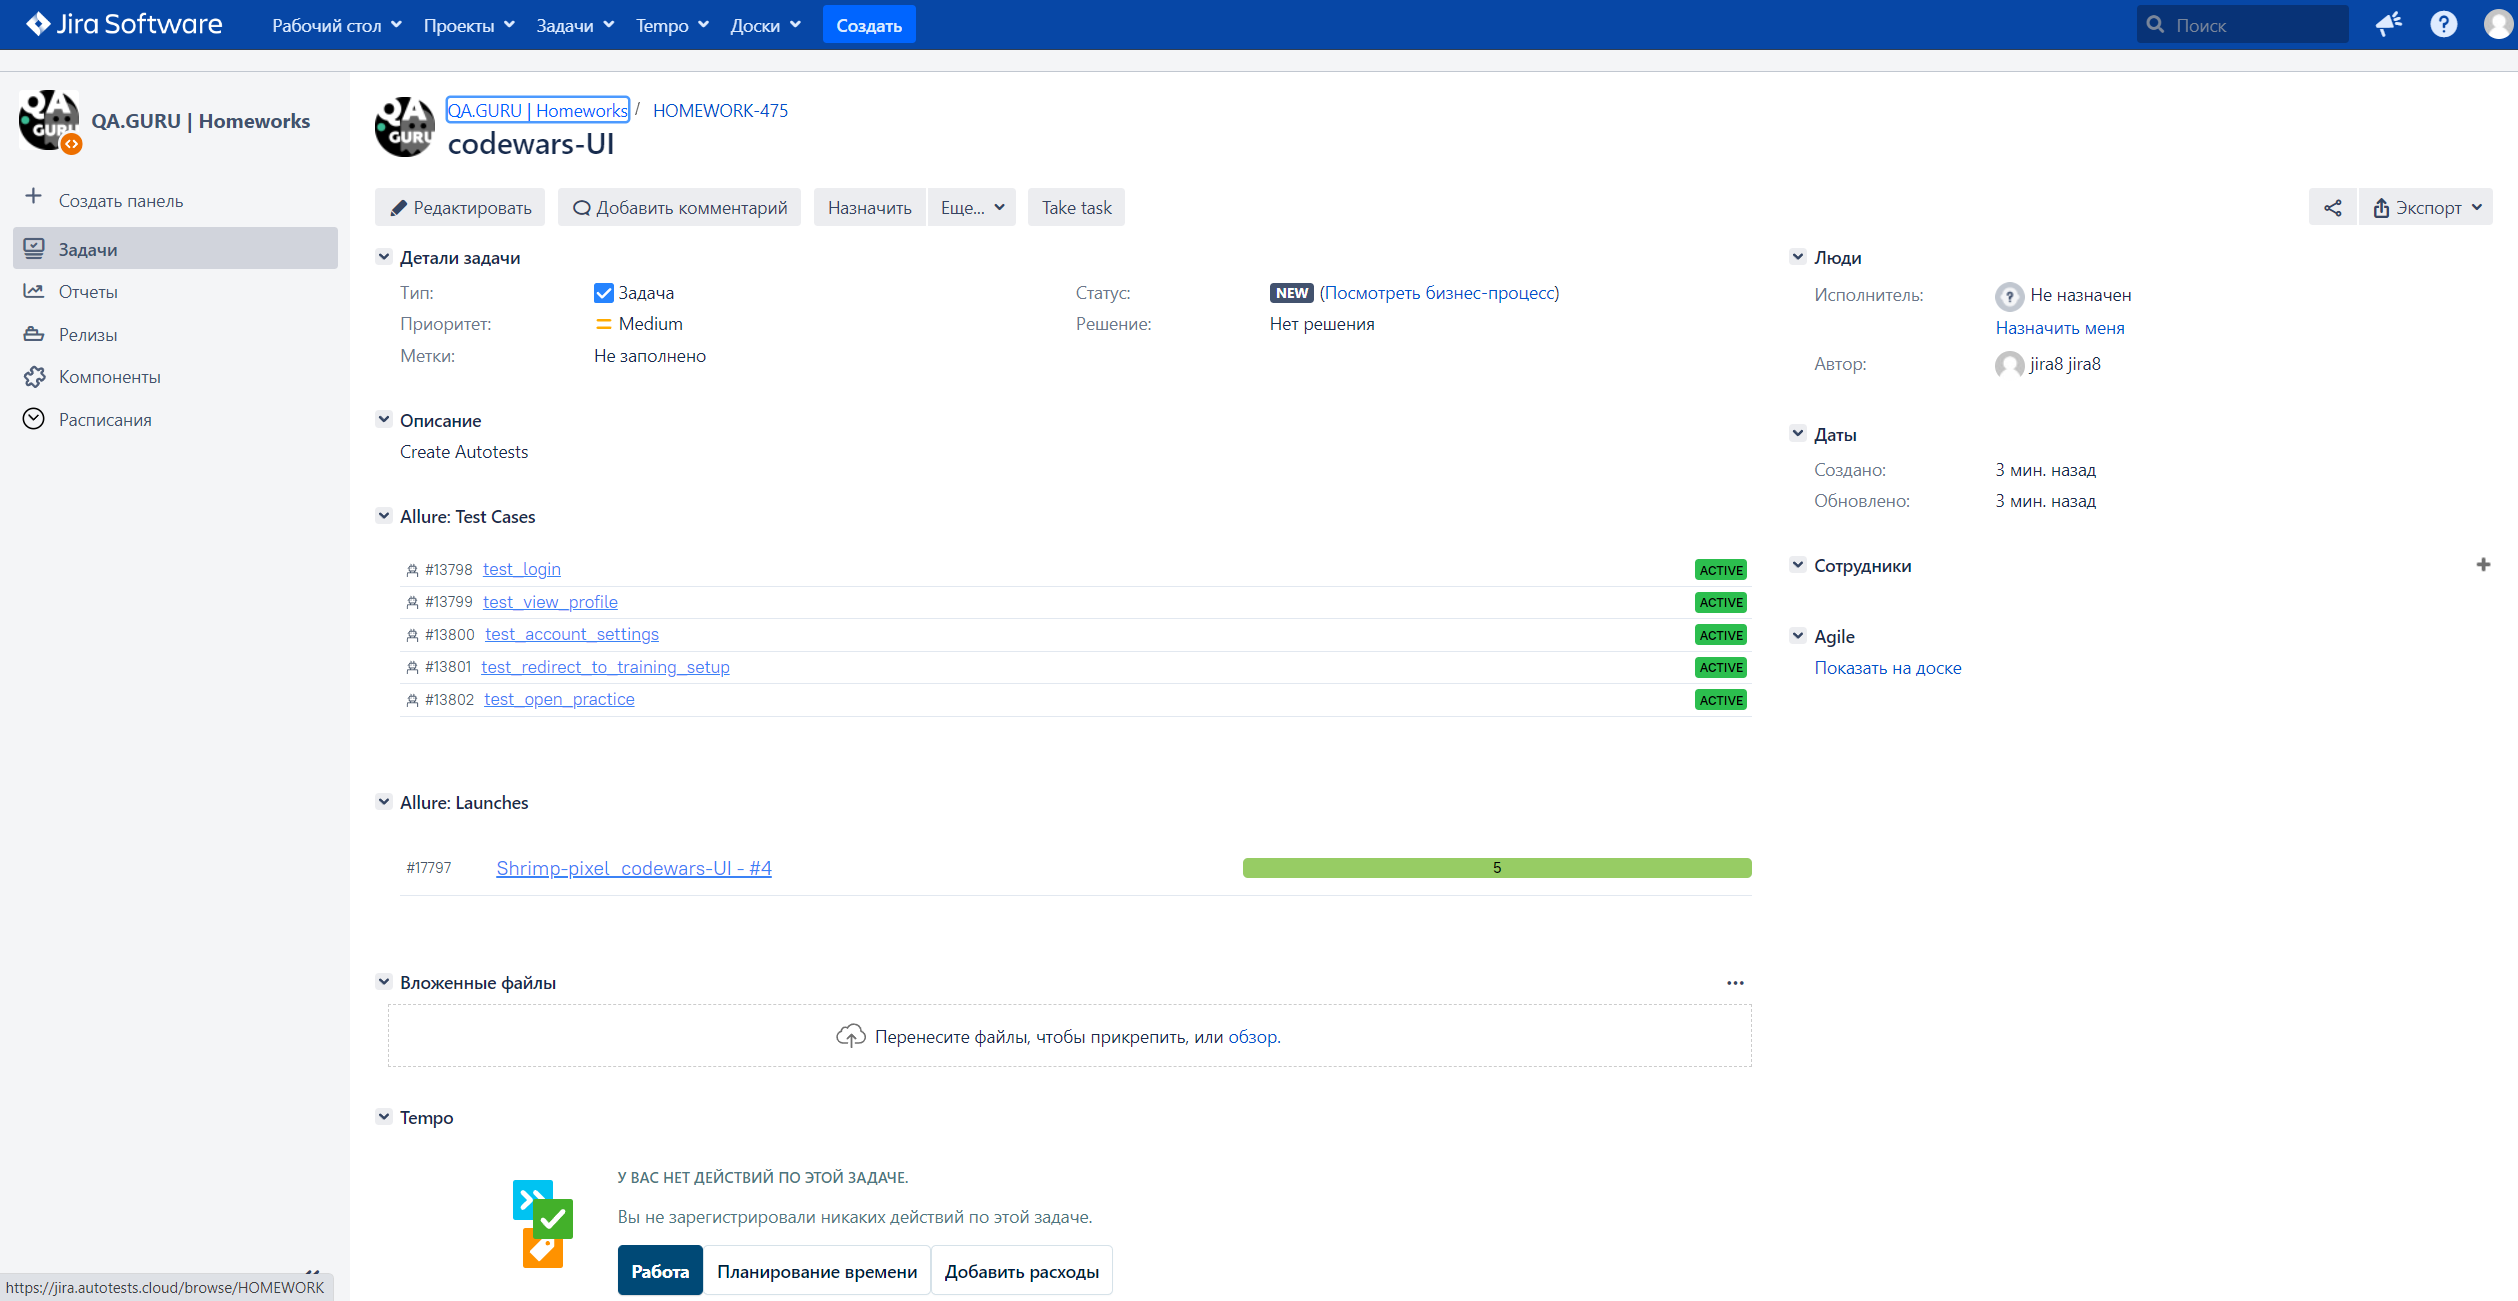 Jira Software
Рабочий стол
Проекты
Задачи
Tempo
Доски
Создать
Поиск
QA.GURU | Homeworks
Создать панель
Задачи
Отчеты
Релизы
Компоненты
Расписания
QA GURU
QA.GURU | Homeworks / HOMEWORK-475
codewars-UI
Редактировать
Добавить комментарий
Назначить
Еще...
Take task
Экспорт
Детали задачи
Тип: Задача
Приоритет: Medium
Метки: Не заполнено
Статус: NEW (Посмотреть бизнес-процесс)
Решение: Нет решения
Описание
Create Autotests
Allure: Test Cases
#13798 test_login ACTIVE
#13799 test_view_profile ACTIVE
#13800 test_account_settings ACTIVE
#13801 test_redirect_to_training_setup ACTIVE
#13802 test_open_practice ACTIVE
Allure: Launches
#17797 Shrimp-pixel_codewars-UI - #4 5
Вложенные файлы
Перенесите файлы, чтобы прикрепить, или обзор.
Tempo
У ВАС НЕТ ДЕЙСТВИЙ ПО ЭТОЙ ЗАДАЧЕ.
Вы не зарегистрировали никаких действий по этой задаче.
Работа
Планирование времени
Добавить расходы
Люди
Исполнитель: Не назначен
Назначить меня
Автор: jira8 jira8
Даты
Создано: 3 мин. назад
Обновлено: 3 мин. назад
Сотрудники
Agile
Показать на доске
https://jira.autotests.cloud/browse/HOMEWORK